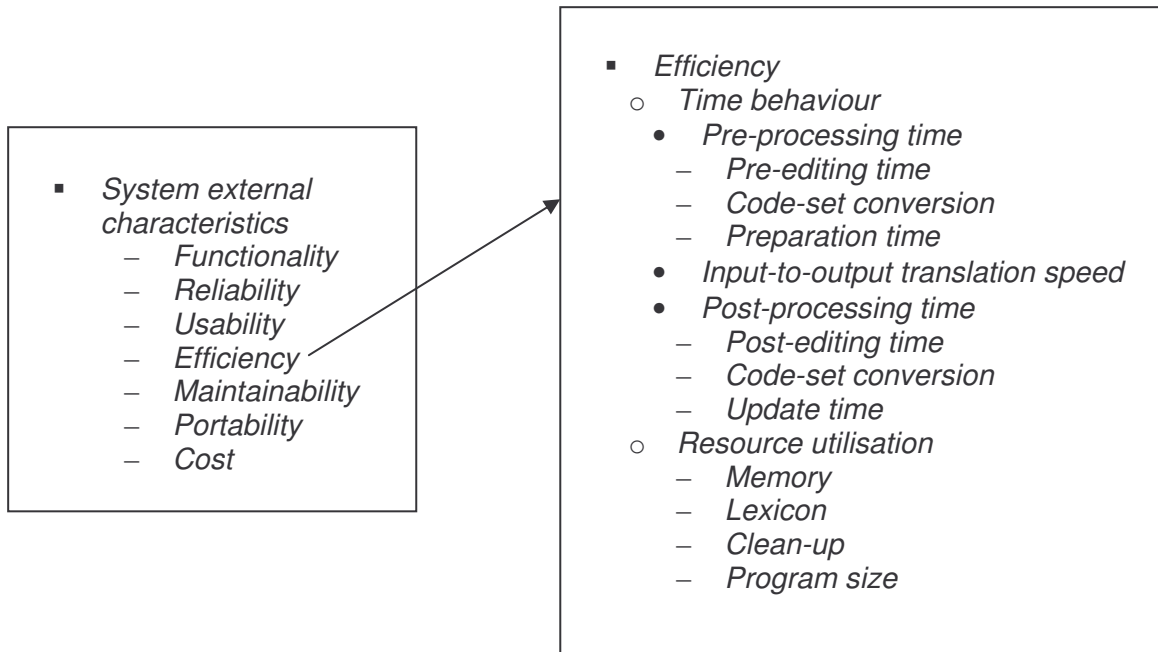 ▪ System external
characteristics
– Functionality
– Reliability
– Usability
– Efficiency
– Maintainability
– Portability
– Cost
▪ Efficiency
o Time behaviour
• Pre-processing time
– Pre-editing time
– Code-set conversion
– Preparation time
• Input-to-output translation speed
• Post-processing time
– Post-editing time
– Code-set conversion
– Update time
o Resource utilisation
– Memory
– Lexicon
– Clean-up
– Program size